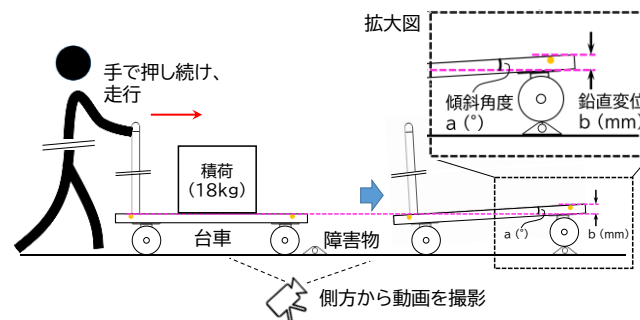 拡大図
手で押し続け、
走行
傾斜角度
a (°)
鉛直変位
b (mm)
積荷
(18kg)
a (°)
b (mm)
台車
障害物
側方から動画を撮影